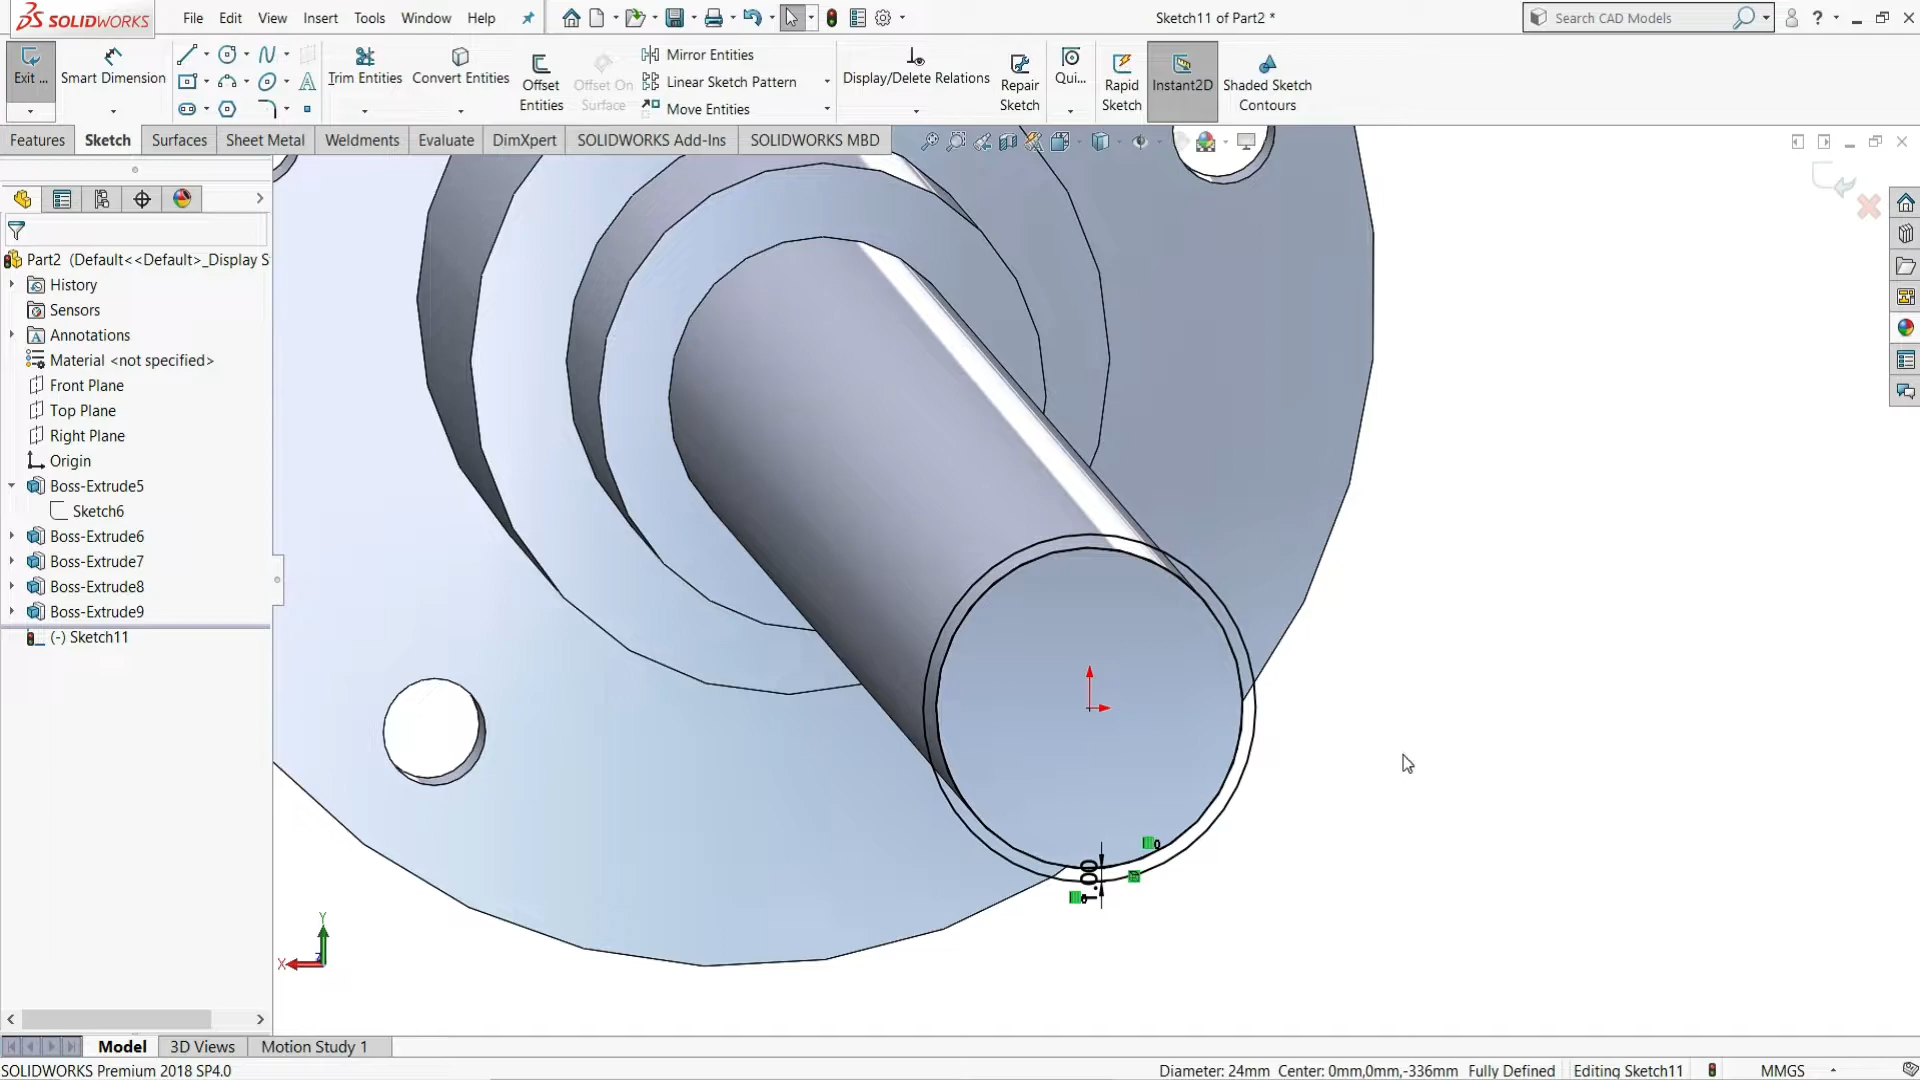 SOLIDWORKS
File Edit View Insert Tools Window Help
Sketch11 of Part2 *
Search CAD Models
?
Exit ...
Smart Dimension
Trim Entities
Convert Entities
Offset Entities
Offset On Surface
Mirror Entities
Linear Sketch Pattern
Move Entities
Display/Delete Relations
Repair Sketch
Qui...
Rapid Sketch
Instant2D
Shaded Sketch Contours
Features Sketch Surfaces Sheet Metal Weldments Evaluate DimXpert SOLIDWORKS Add-Ins SOLIDWORKS MBD
Part2 (Default<<Default>_Display S
History
Sensors
Annotations
Material <not specified>
Front Plane
Top Plane
Right Plane
Origin
Boss-Extrude5
Sketch6
Boss-Extrude6
Boss-Extrude7
Boss-Extrude8
Boss-Extrude9
(-) Sketch11
1.00
0
Y
X
Z
Model 3D Views Motion Study 1
SOLIDWORKS Premium 2018 SP4.0
Diameter: 24mm Center: 0mm,0mm,-336mm Fully Defined Editing Sketch11 MMGS